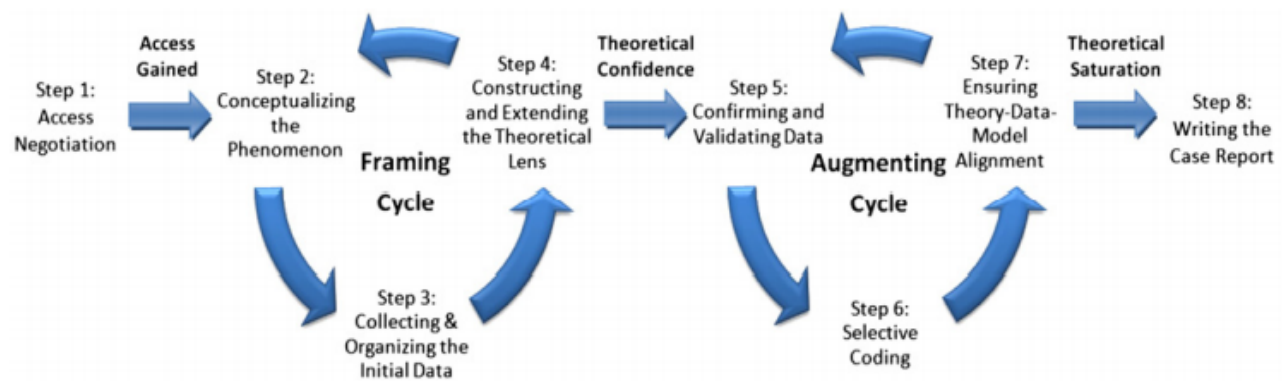 Step 1:
Access
Negotiation
Access
Gained
Step 2:
Conceptualizing
the
Phenomenon
Framing
Cycle
Step 3:
Collecting &
Organizing the
Initial Data
Step 4:
Constructing
and Extending
the Theoretical
Lens
Theoretical
Confidence
Step 5:
Confirming and
Validating Data
Augmenting
Cycle
Step 6:
Selective
Coding
Step 7:
Ensuring
Theory-Data-
Model
Alignment
Theoretical
Saturation
Step 8:
Writing the
Case Report